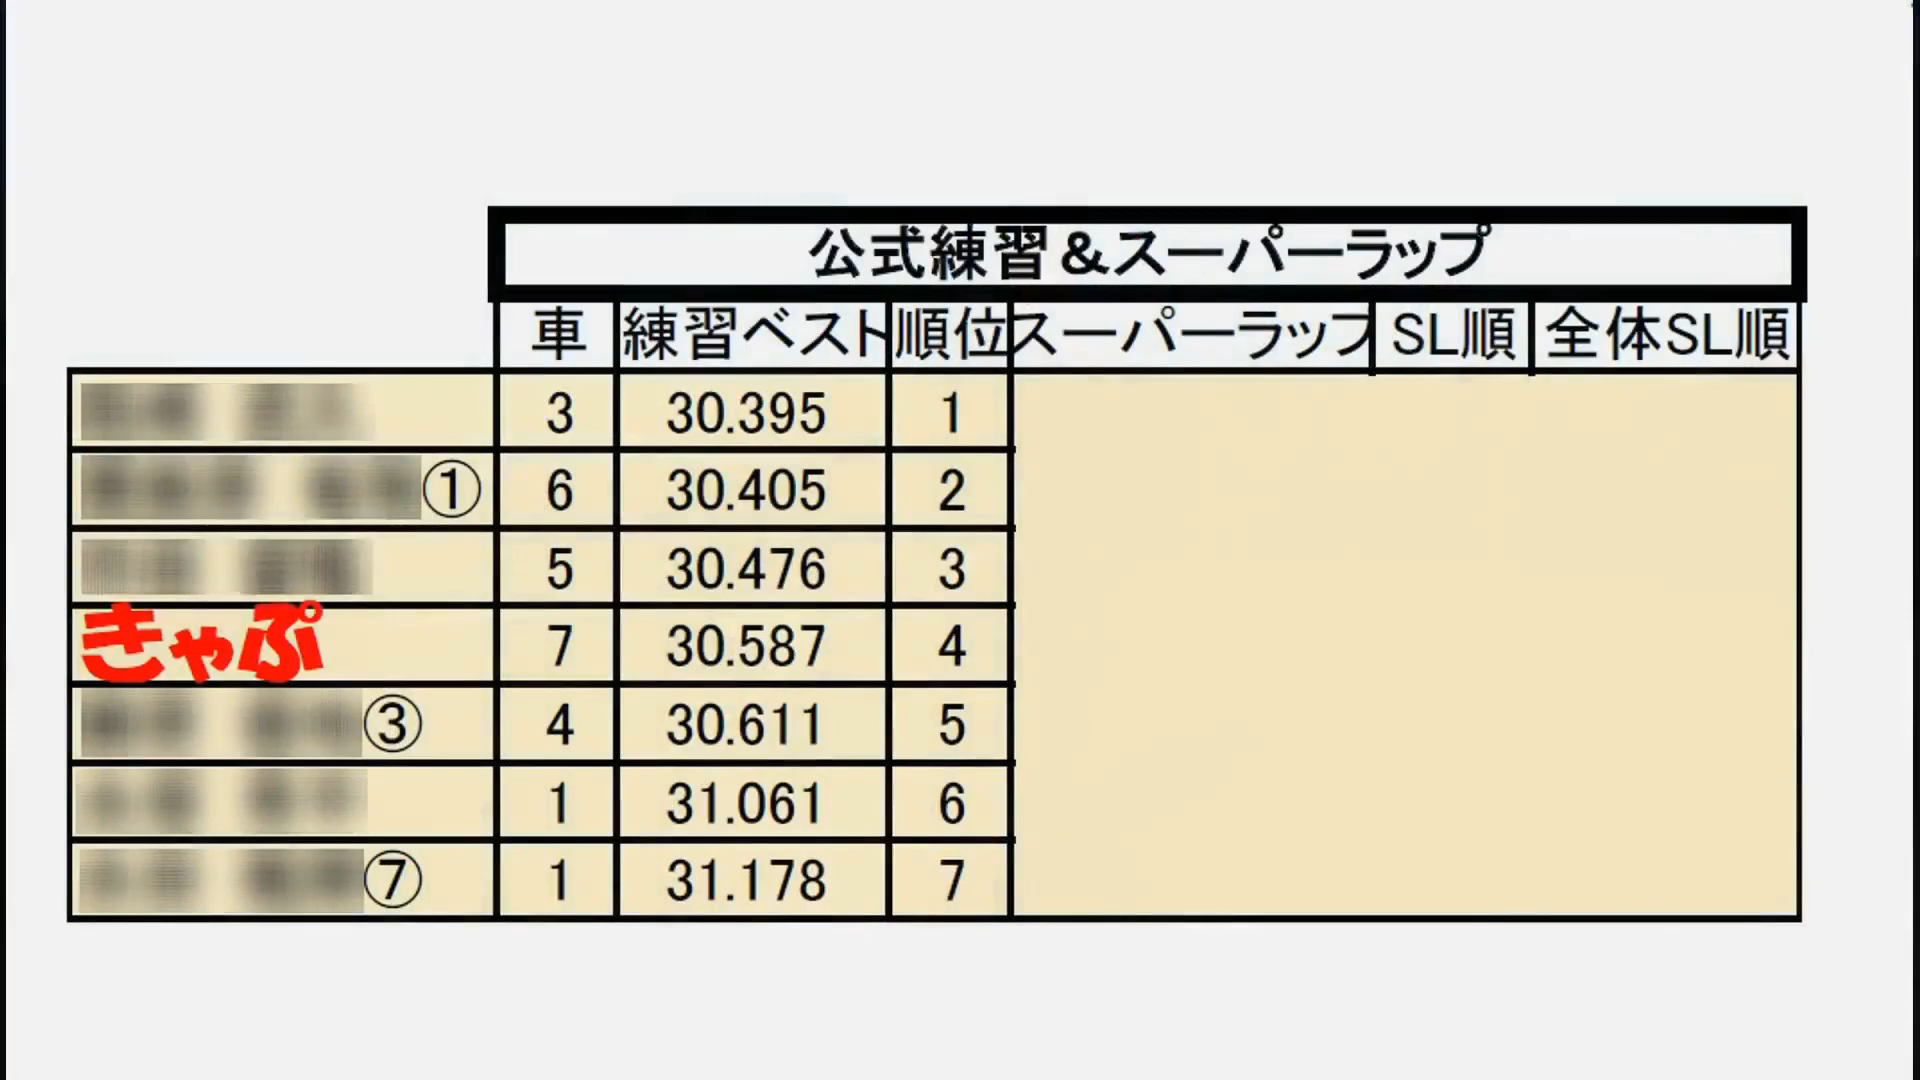 公式練習＆スーパーラップ
車 練習ベスト 順位 スーパーラップ SL順 全体SL順
3 30.395 1
① 6 30.405 2
5 30.476 3
きゃぷ 7 30.587 4
③ 4 30.611 5
1 31.061 6
⑦ 1 31.178 7